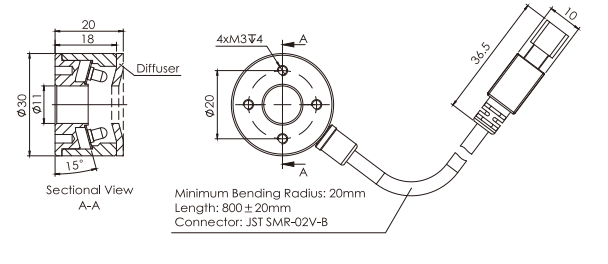 20
18
Diffuser
Ø30
Ø11
15°
Sectional View
A-A
4xM3↧4
A
Ø20
A
36.5
10
Minimum Bending Radius: 20mm
Length: 800±20mm
Connector: JST SMR-02V-B